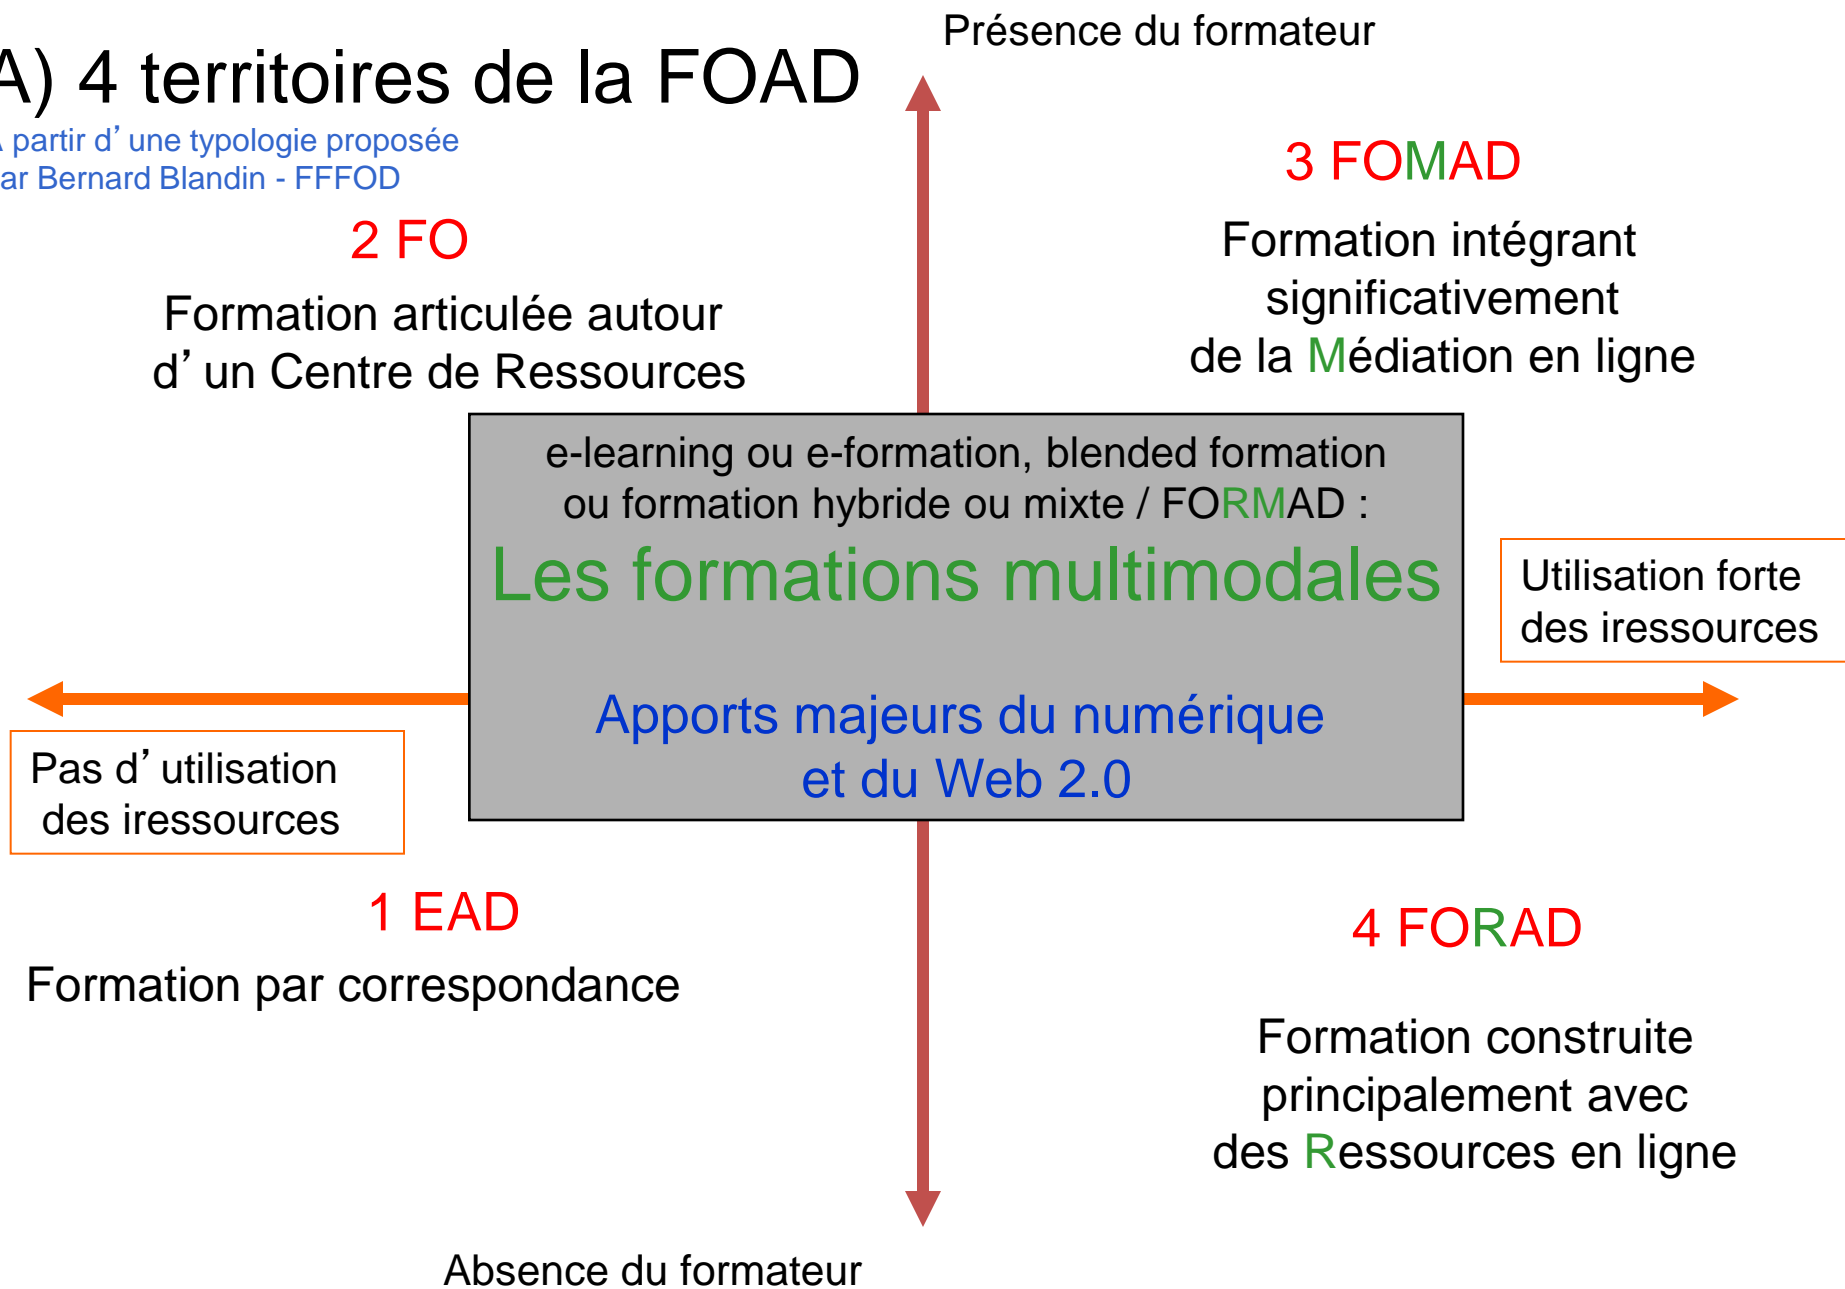 Présence du formateur
A) 4 territoires de la FOAD
A partir d’une typologie proposée
par Bernard Blandin - FFFOD
2 FO
Formation articulée autour
d’un Centre de Ressources
3 FOMAD
Formation intégrant
significativement
de la Médiation en ligne
e-learning ou e-formation, blended formation
ou formation hybride ou mixte / FORMAD :
Les formations multimodales
Apports majeurs du numérique
et du Web 2.0
Utilisation forte
des iressources
Pas d’utilisation
des iressources
1 EAD
Formation par correspondance
4 FORAD
Formation construite
principalement avec
des Ressources en ligne
Absence du formateur